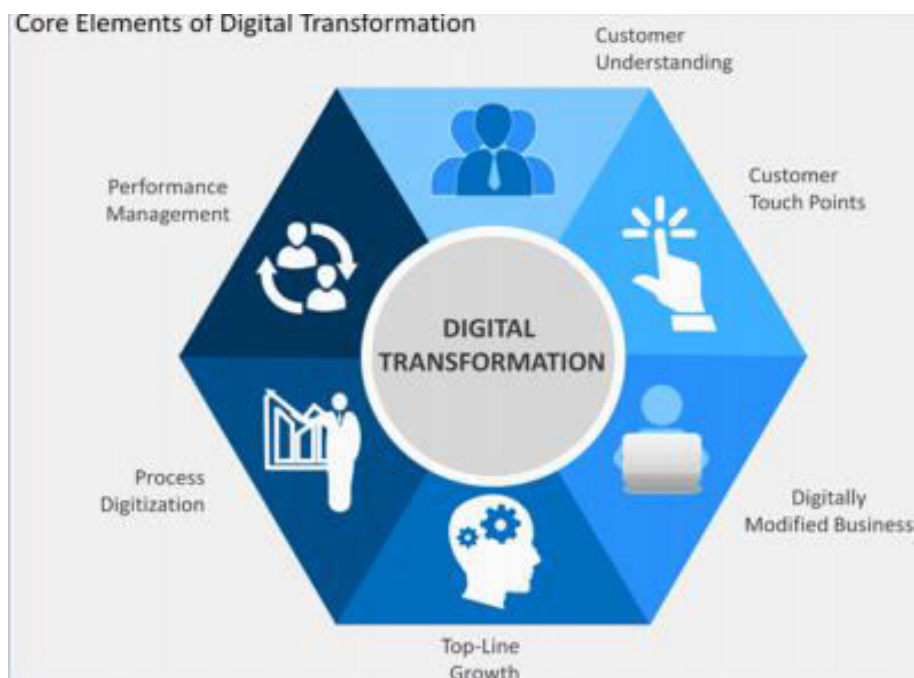 Core Elements of Digital Transformation
Customer
Understanding
Customer
Touch Points
Digitally
Modified Business
Top-Line
Growth
Process
Digitization
Performance
Management
DIGITAL
TRANSFORMATION